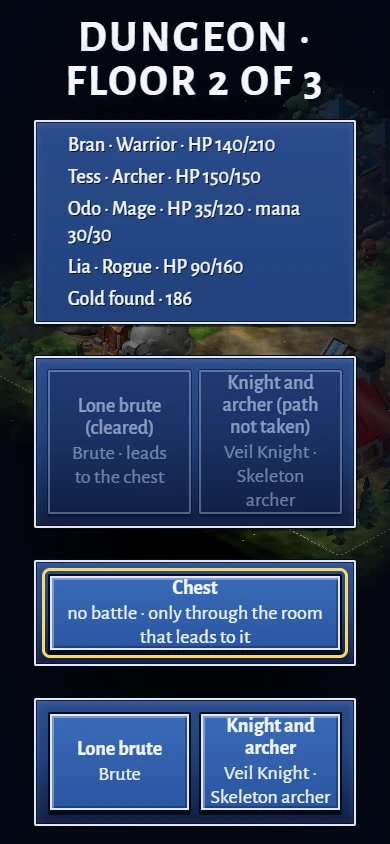 DUNGEON ·
FLOOR 2 OF 3
Bran · Warrior · HP 140/210
Tess · Archer · HP 150/150
Odo · Mage · HP 35/120 · mana
30/30
Lia · Rogue · HP 90/160
Gold found · 186
Lone brute
(cleared)
Brute · leads
to the chest
Knight and
archer (path
not taken)
Veil Knight ·
Skeleton
archer
Chest
no battle · only through the room
that leads to it
Lone brute
Brute
Knight and
archer
Veil Knight ·
Skeleton archer